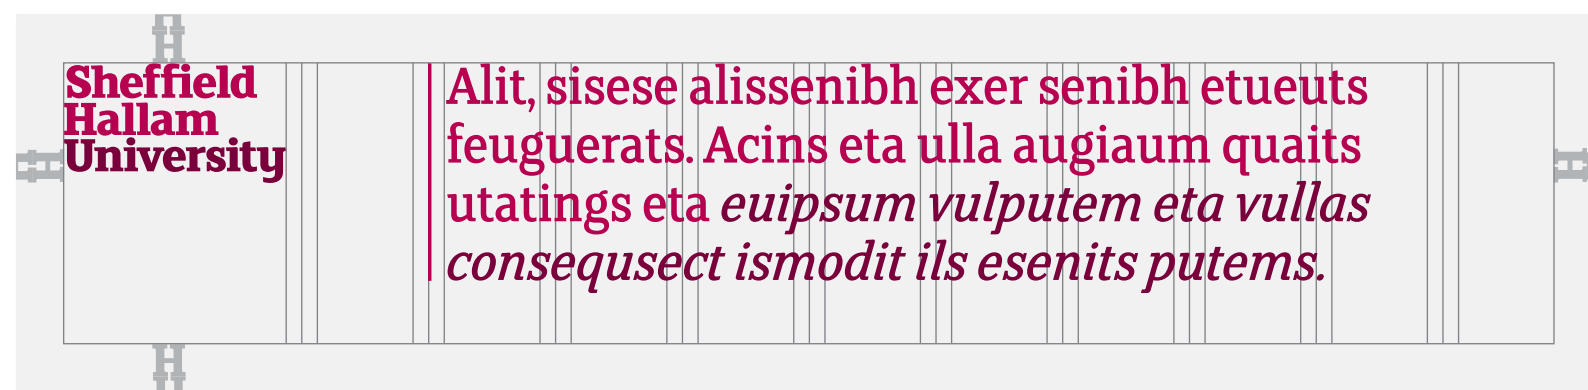 Sheffield
Hallam
University
Alit, sisese alissenibh exer senibh etueuts
feuguerats. Acins eta ulla augiaum quaits
utatings eta euipsum vulputem eta vullas
consequsect ismodit ils esenits putems.
H
H
H
H